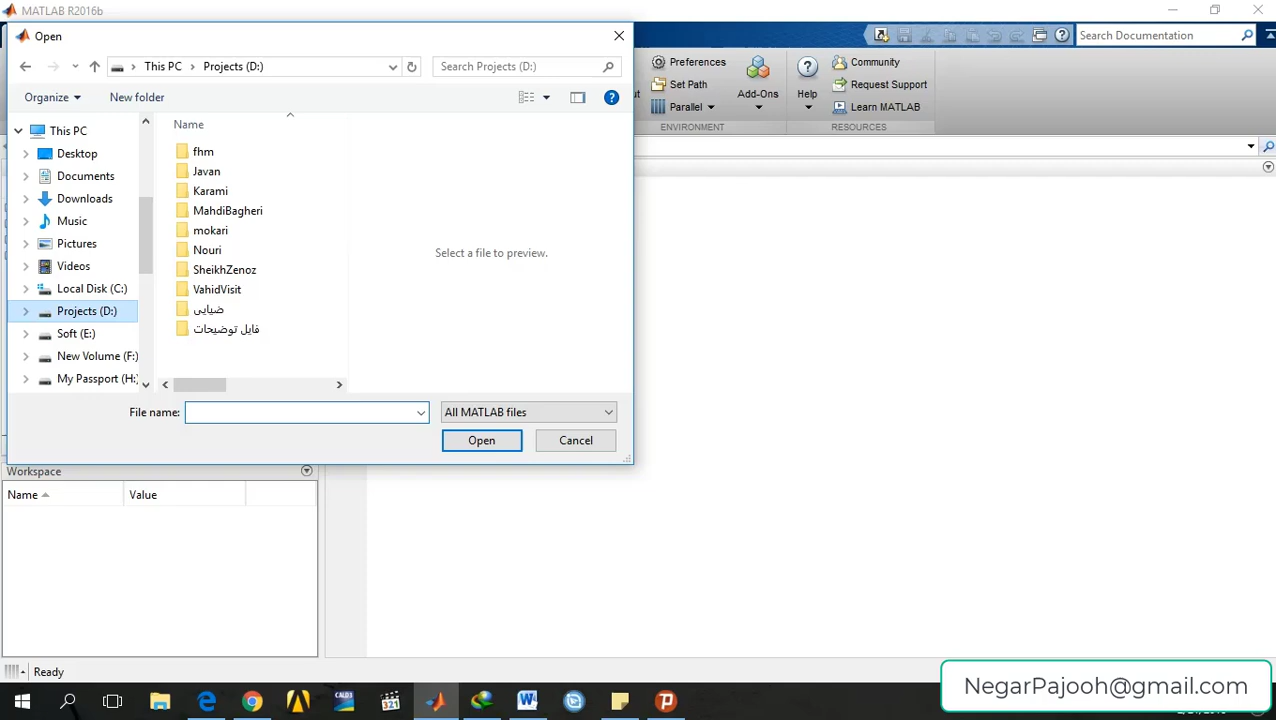 MATLAB R2016b
Open
Search Documentation
This PC
Projects (D:)
Search Projects (D:)
Preferences
Community
Set Path
Add-Ons
Help
Request Support
Parallel
Learn MATLAB
ENVIRONMENT
RESOURCES
Organize
New folder
Name
This PC
Desktop
Documents
Downloads
Music
Pictures
Videos
Local Disk (C:)
Projects (D:)
Soft (E:)
New Volume (F:)
My Passport (H:)
fhm
Javan
Karami
MahdiBagheri
mokari
Nouri
SheikhZenoz
VahidVisit
ضیایی
فایل توضیحات
Select a file to preview.
File name:
All MATLAB files
Open
Cancel
Workspace
Name
Value
Ready
NegarPajooh@gmail.com